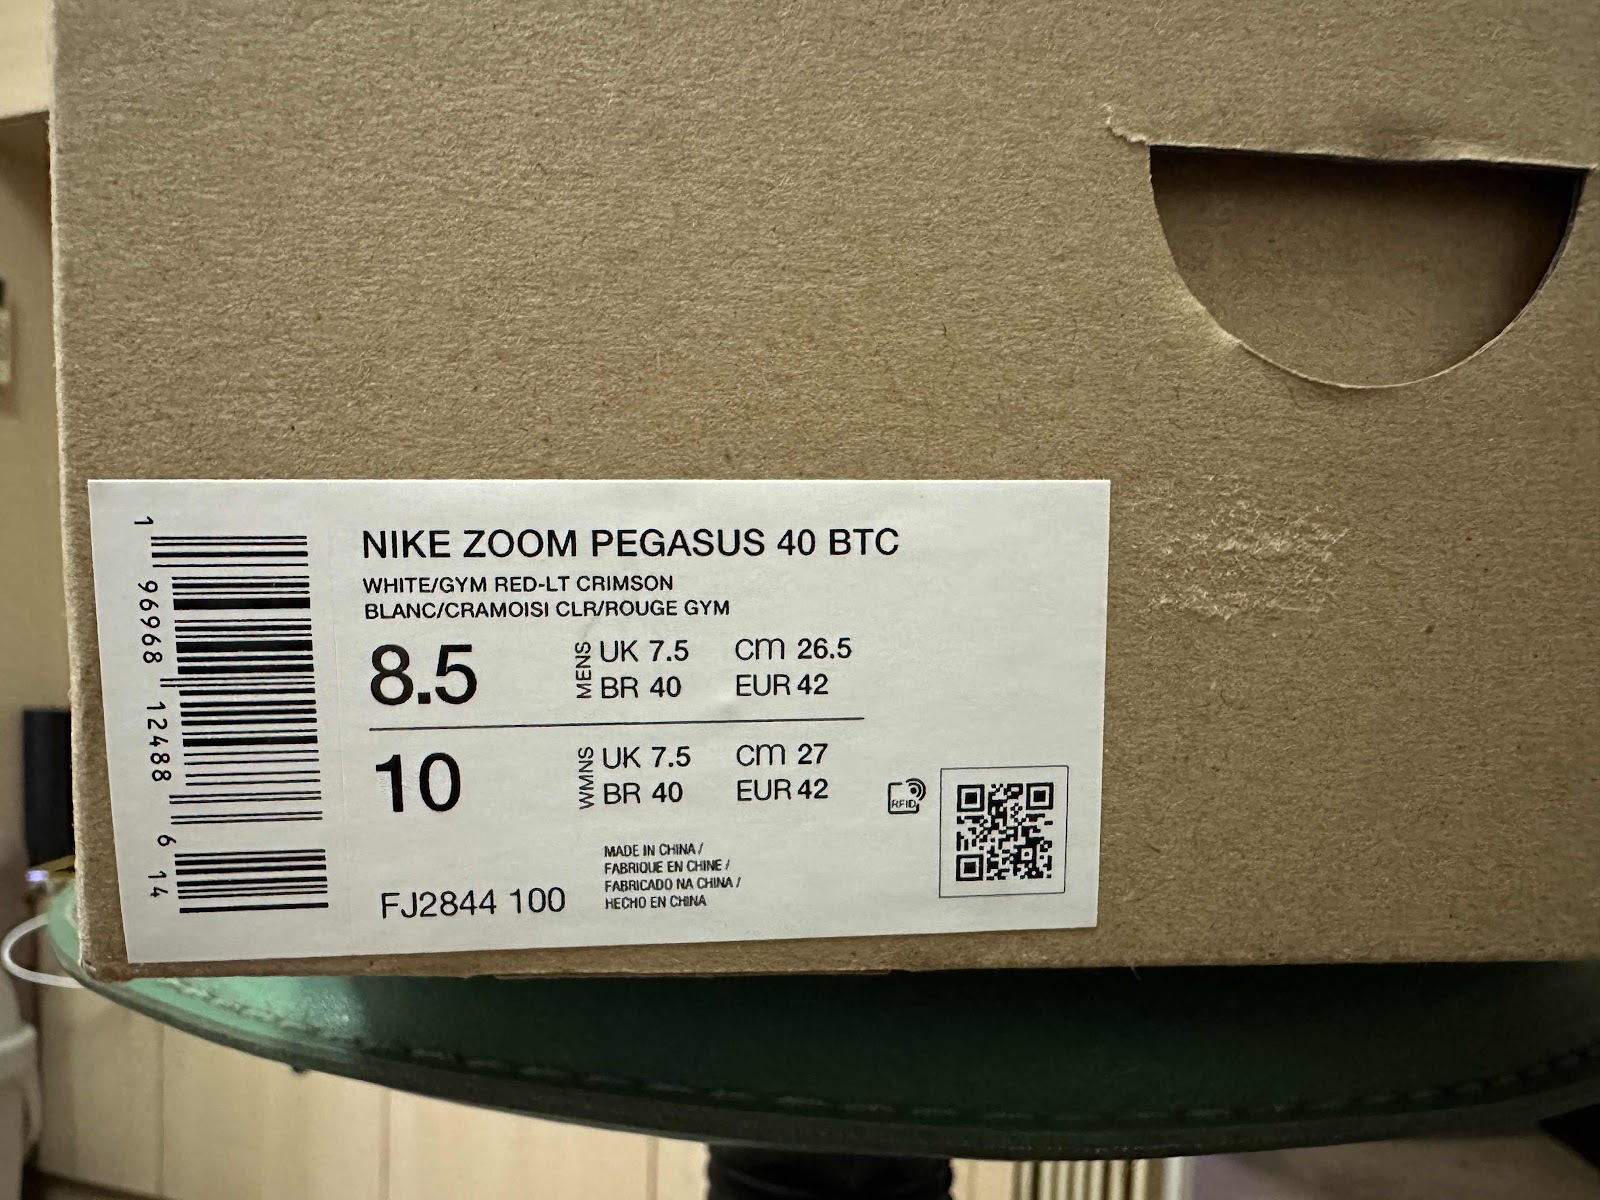 1 96968 12488 6 14
NIKE ZOOM PEGASUS 40 BTC
WHITE/GYM RED-LT CRIMSON
BLANC/CRAMOISI CLR/ROUGE GYM
8.5 MENS UK 7.5 CM 26.5
BR 40 EUR 42
10 WMNS UK 7.5 CM 27
BR 40 EUR 42
RFID
MADE IN CHINA /
FABRIQUE EN CHINE /
FABRICADO NA CHINA /
HECHO EN CHINA
FJ2844 100